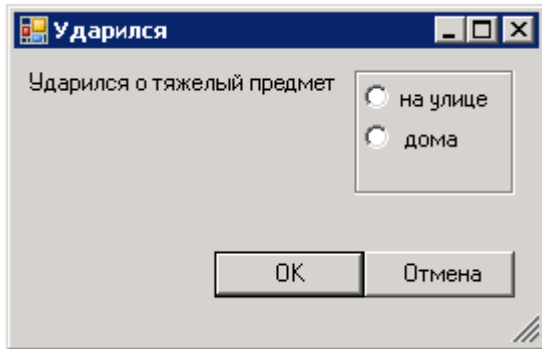 Ударился
Ударился о тяжелый предмет
на улице
дома
OK
Отмена